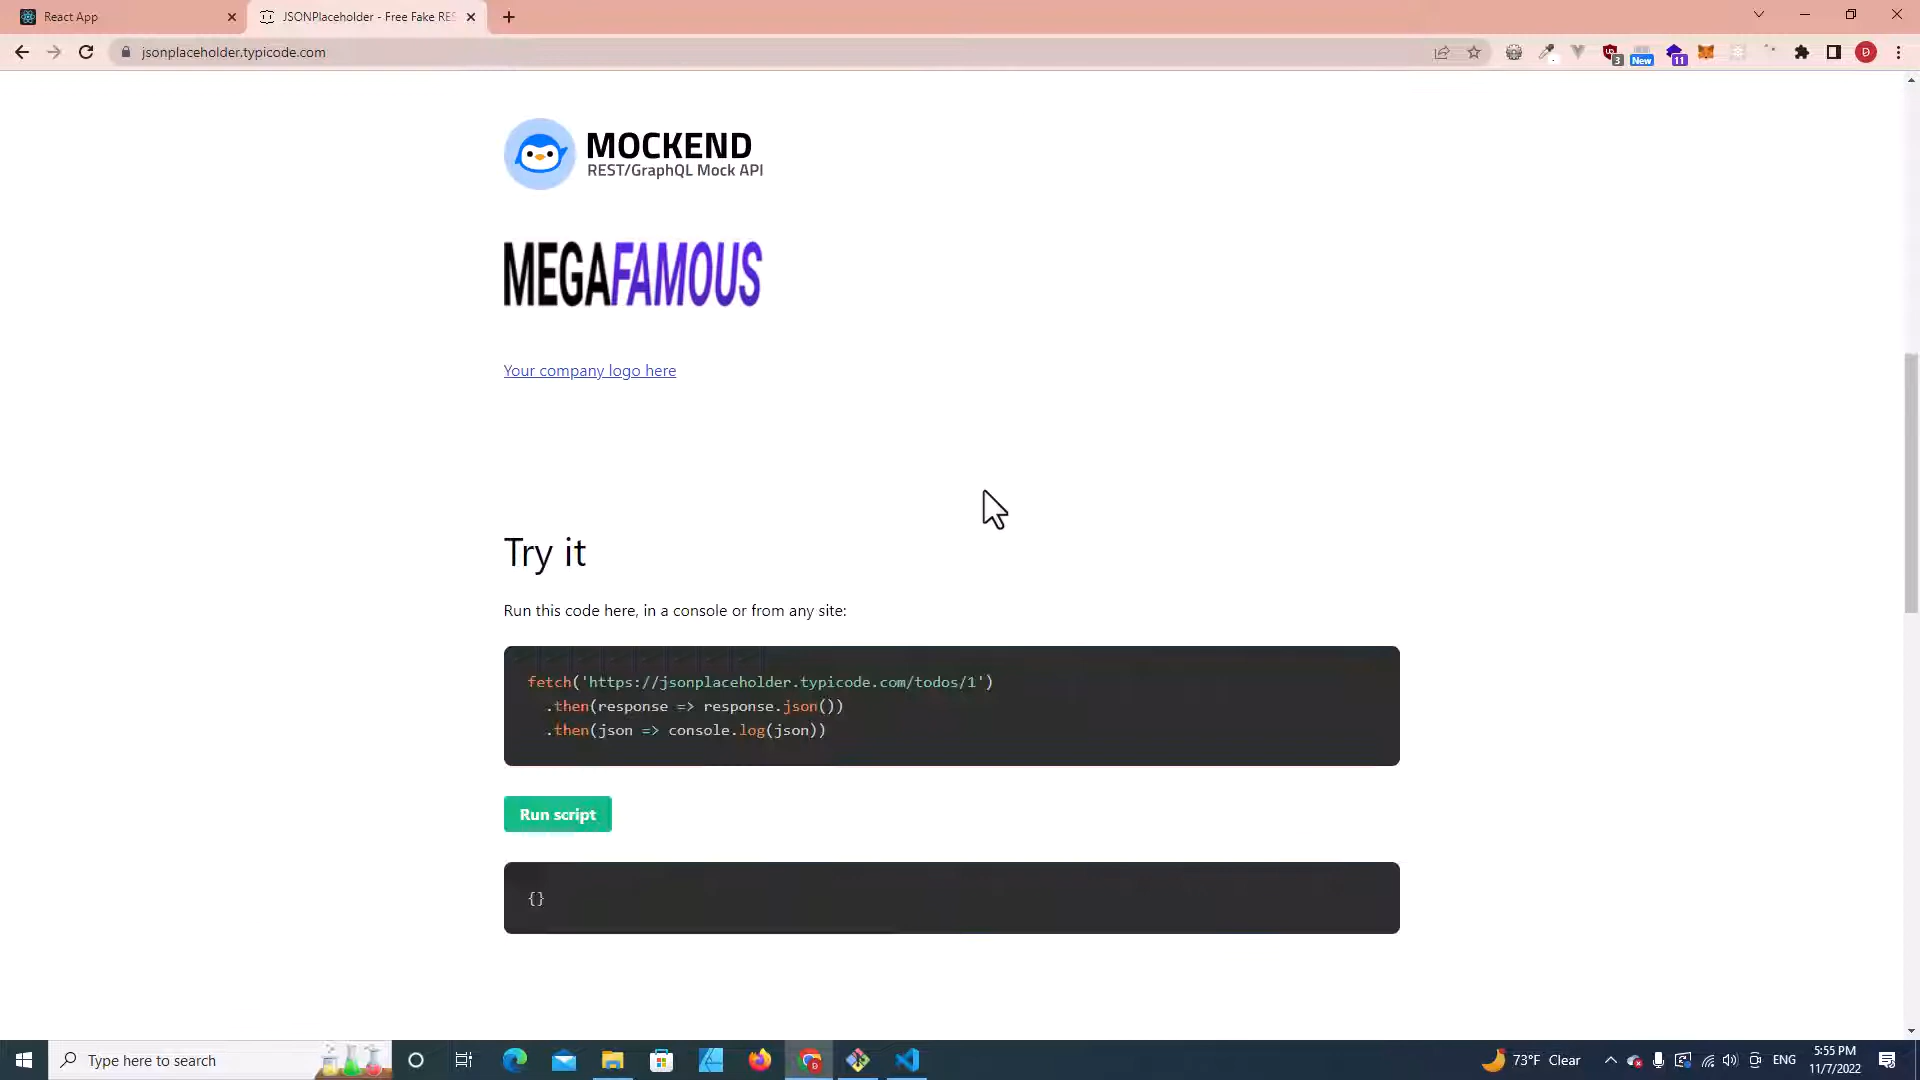 React App
JSONPlaceholder - Free Fake RES
jsonplaceholder.typicode.com
3
New
11
D
MOCKEND
REST/GraphQL Mock API
MEGAFAMOUS
Your company logo here
Try it
Run this code here, in a console or from any site:
fetch('https://jsonplaceholder.typicode.com/todos/1')
.then(response => response.json())
.then(json => console.log(json))
Run script
{}
Type here to search
D
73°F Clear
ENG
5:55 PM
11/7/2022